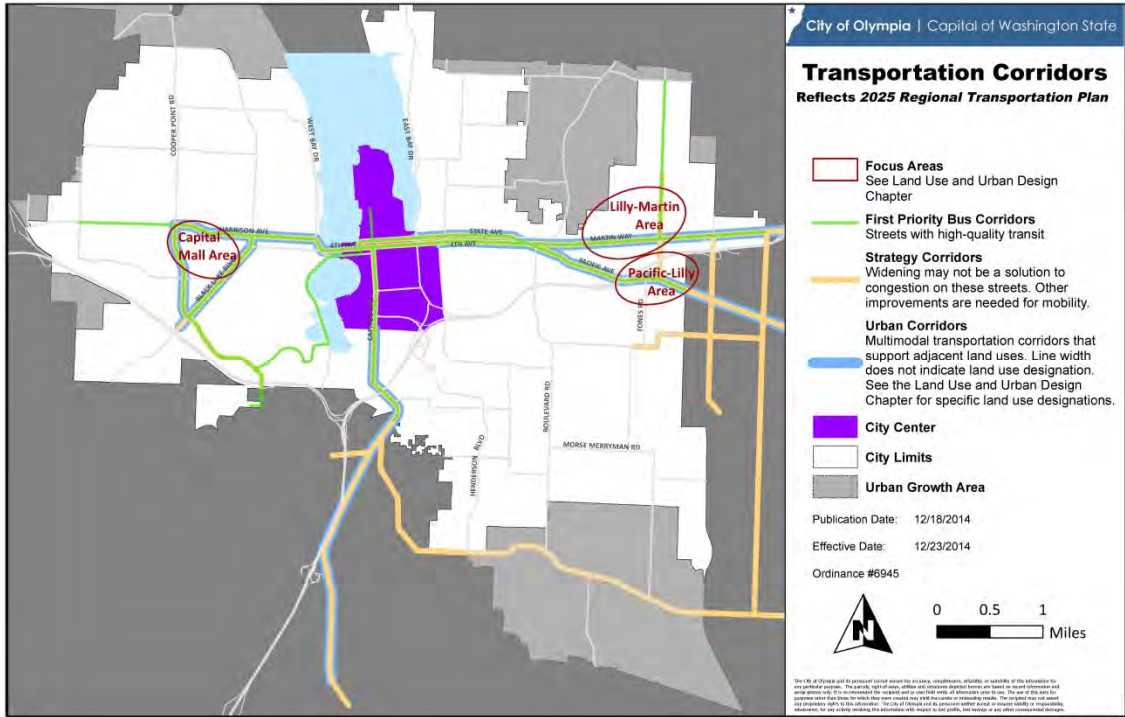 City of Olympia | Capital of Washington State
Transportation Corridors
Reflects 2025 Regional Transportation Plan
Focus Areas
See Land Use and Urban Design
Chapter
First Priority Bus Corridors
Streets with high-quality transit
Strategy Corridors
Widening may not be a solution to
congestion on these streets. Other
improvements are needed for mobility.
Urban Corridors
Multimodal transportation corridors that
support adjacent land uses. Line width
does not indicate land use designation.
See the Land Use and Urban Design
Chapter for specific land use designations.
City Center
City Limits
Urban Growth Area
Publication Date: 12/18/2014
Effective Date: 12/23/2014
Ordinance #6945
N
0 0.5 1
Miles
COOPER POINT RD
WEST BAY DR
EAST BAY DR
Lilly-Martin
Area
HARRISON AVE
STATE AVE
MARTIN WAY
Capital
Mall Area
4TH AVE
4TH AVE
PACIFIC AVE
Pacific-Lilly
Area
BLACK LAKE BLVD
FONES RD
BOULEVARD RD
HENDERSON BLVD
MORSE MERRYMAN RD